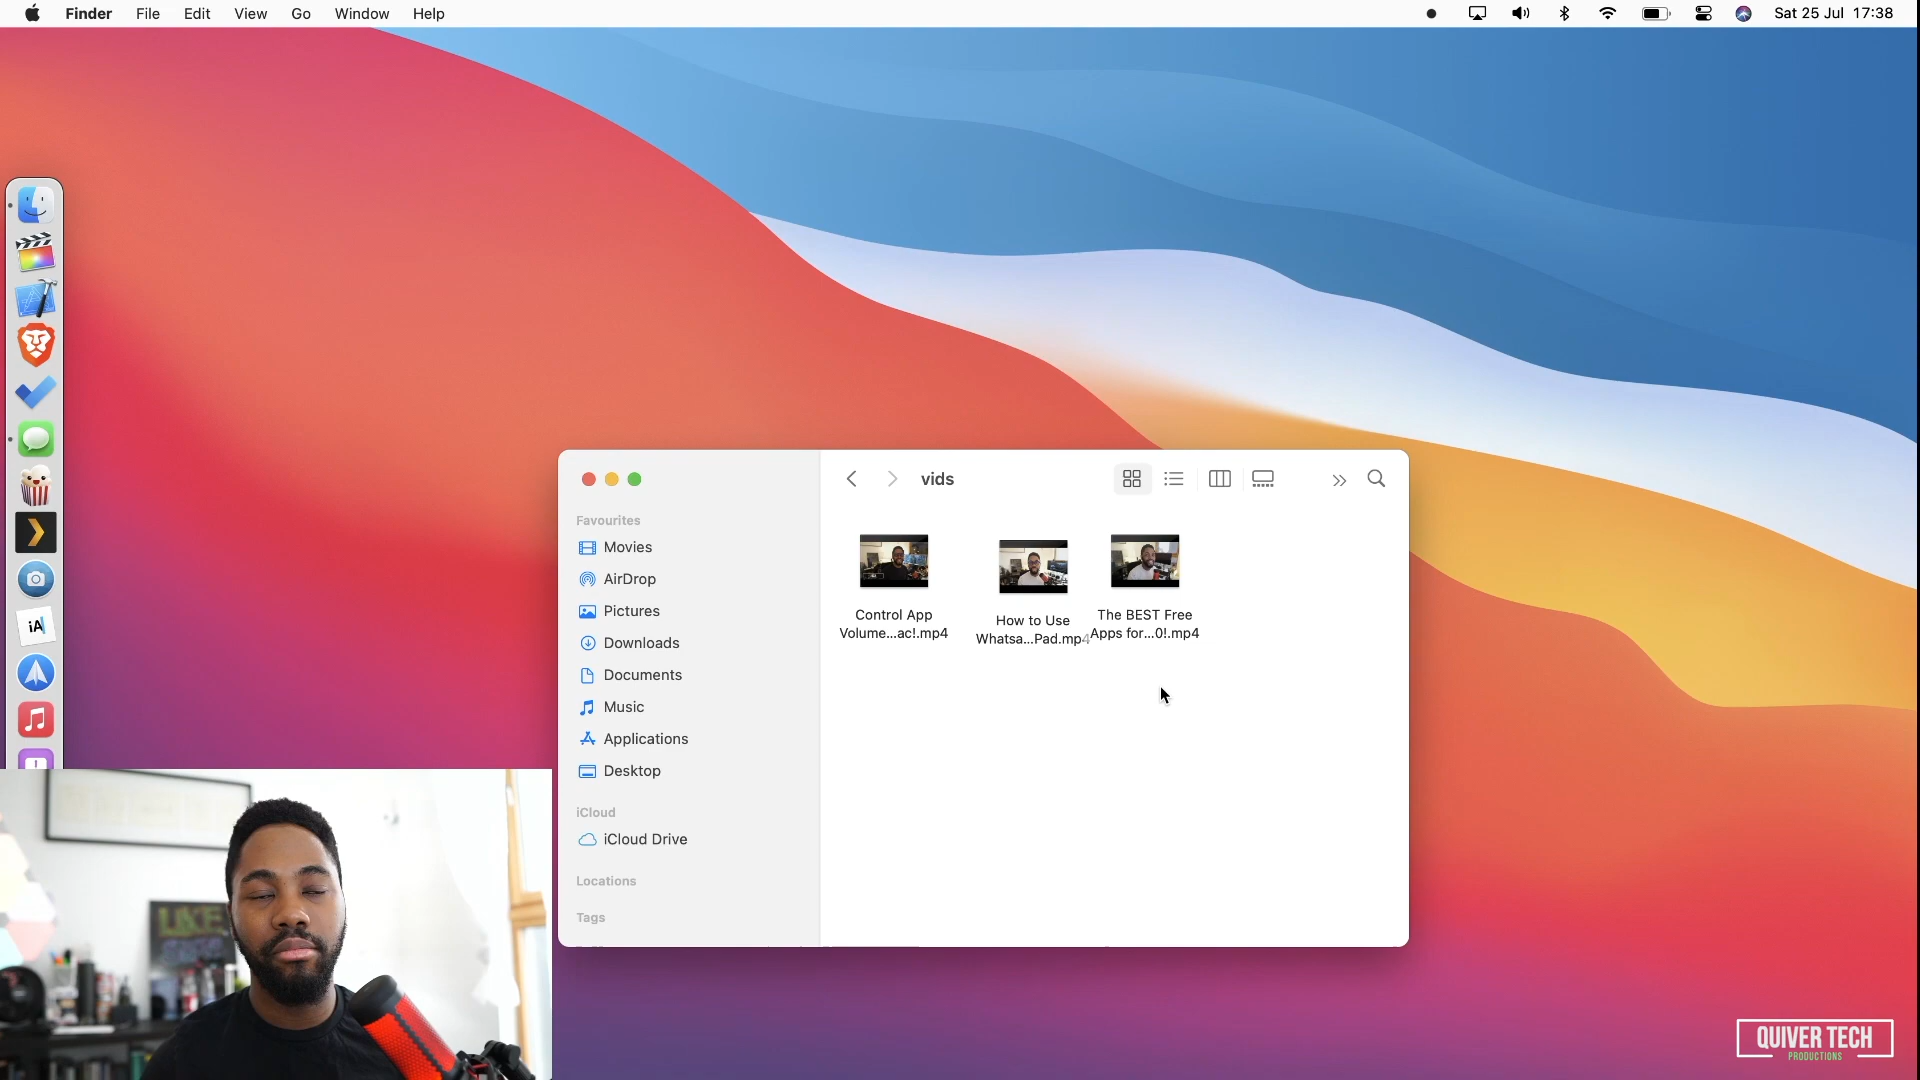 Finder File Edit View Go Window Help
Sat 25 Jul 17:38
vids
Favourites
Movies
AirDrop
Pictures
Downloads
Documents
Music
Applications
Desktop
iCloud
iCloud Drive
Locations
Tags
Control App
Volume...ac!.mp4
How to Use
Whatsa...Pad.mp4
The BEST Free
Apps for...0!.mp4
iA
LIKE
QUIVER TECH
PRODUCTIONS